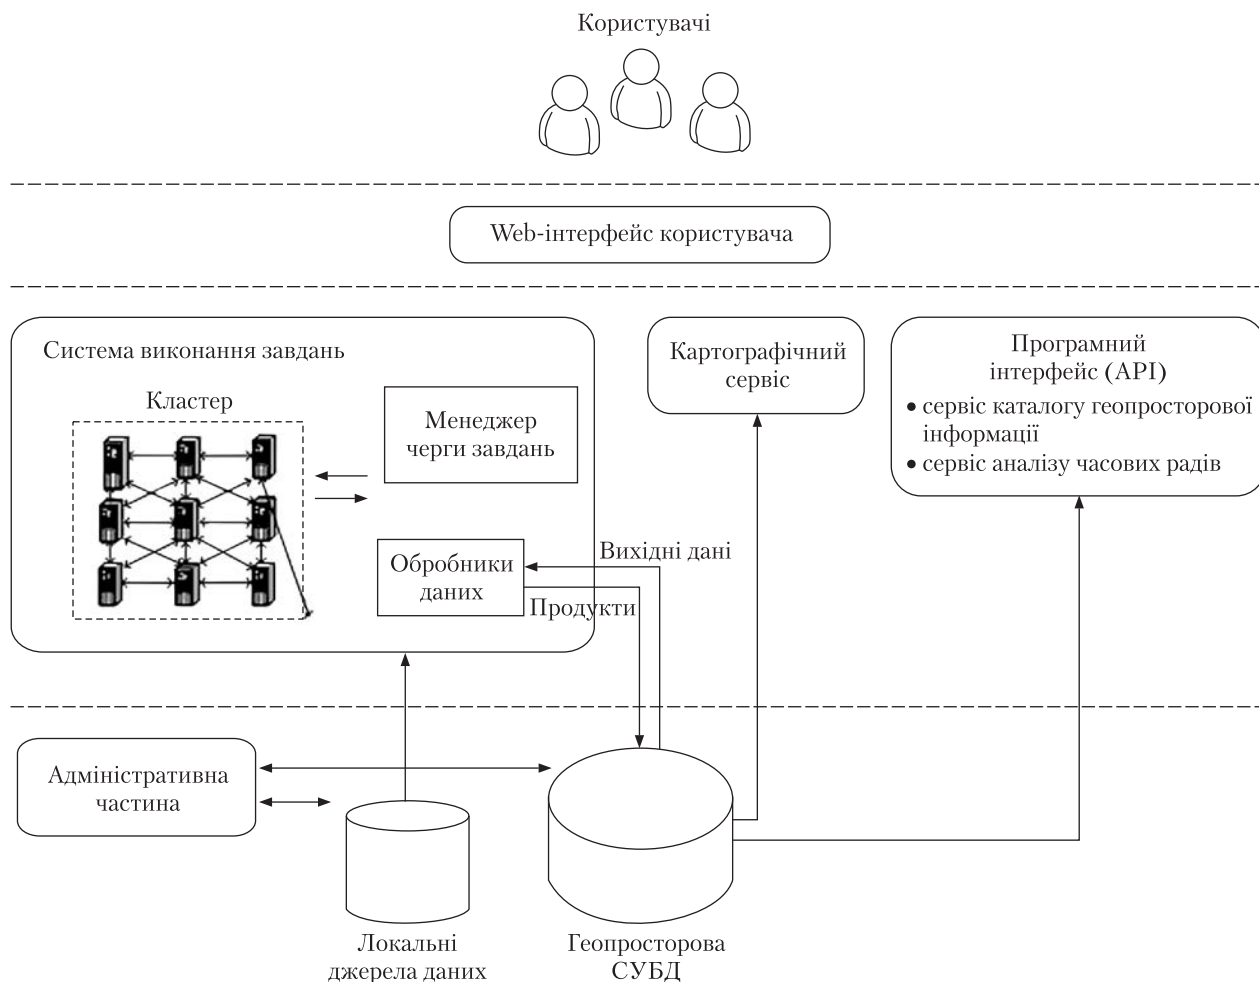 Користувачі
Web-інтерфейс користувача
Система виконання завдань
Кластер
Менеджер
черги завдань
Обробники
даних
Вихідні дані
Продукти
Картографічний
сервіс
Програмний
інтерфейс (API)
• сервіс каталогу геопросторової
інформації
• сервіс аналізу часових радів
Адміністративна
частина
Локальні
джерела даних
Геопросторова
СУБД